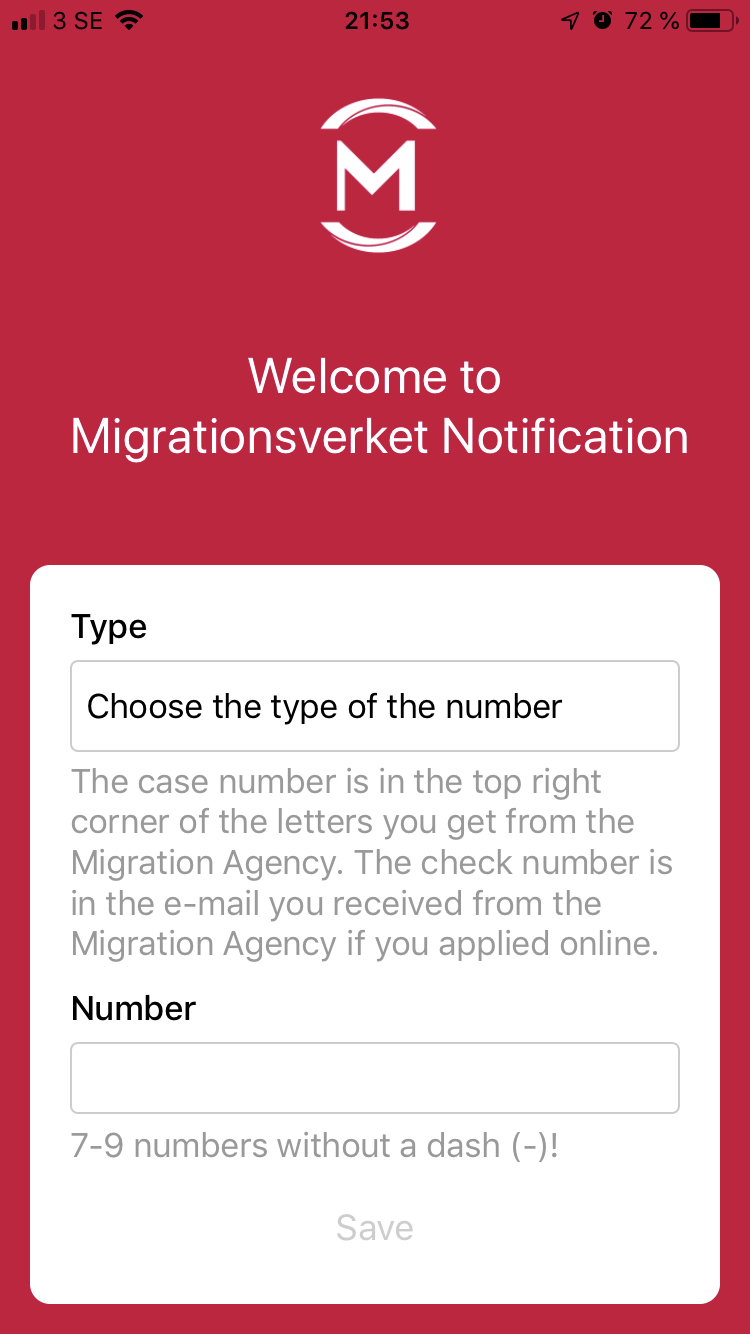 3 SE 21:53 72 %
M
Welcome to
Migrationsverket Notification
Type
Choose the type of the number
The case number is in the top right
corner of the letters you get from the
Migration Agency. The check number is
in the e-mail you received from the
Migration Agency if you applied online.
Number
7-9 numbers without a dash (-)!
Save